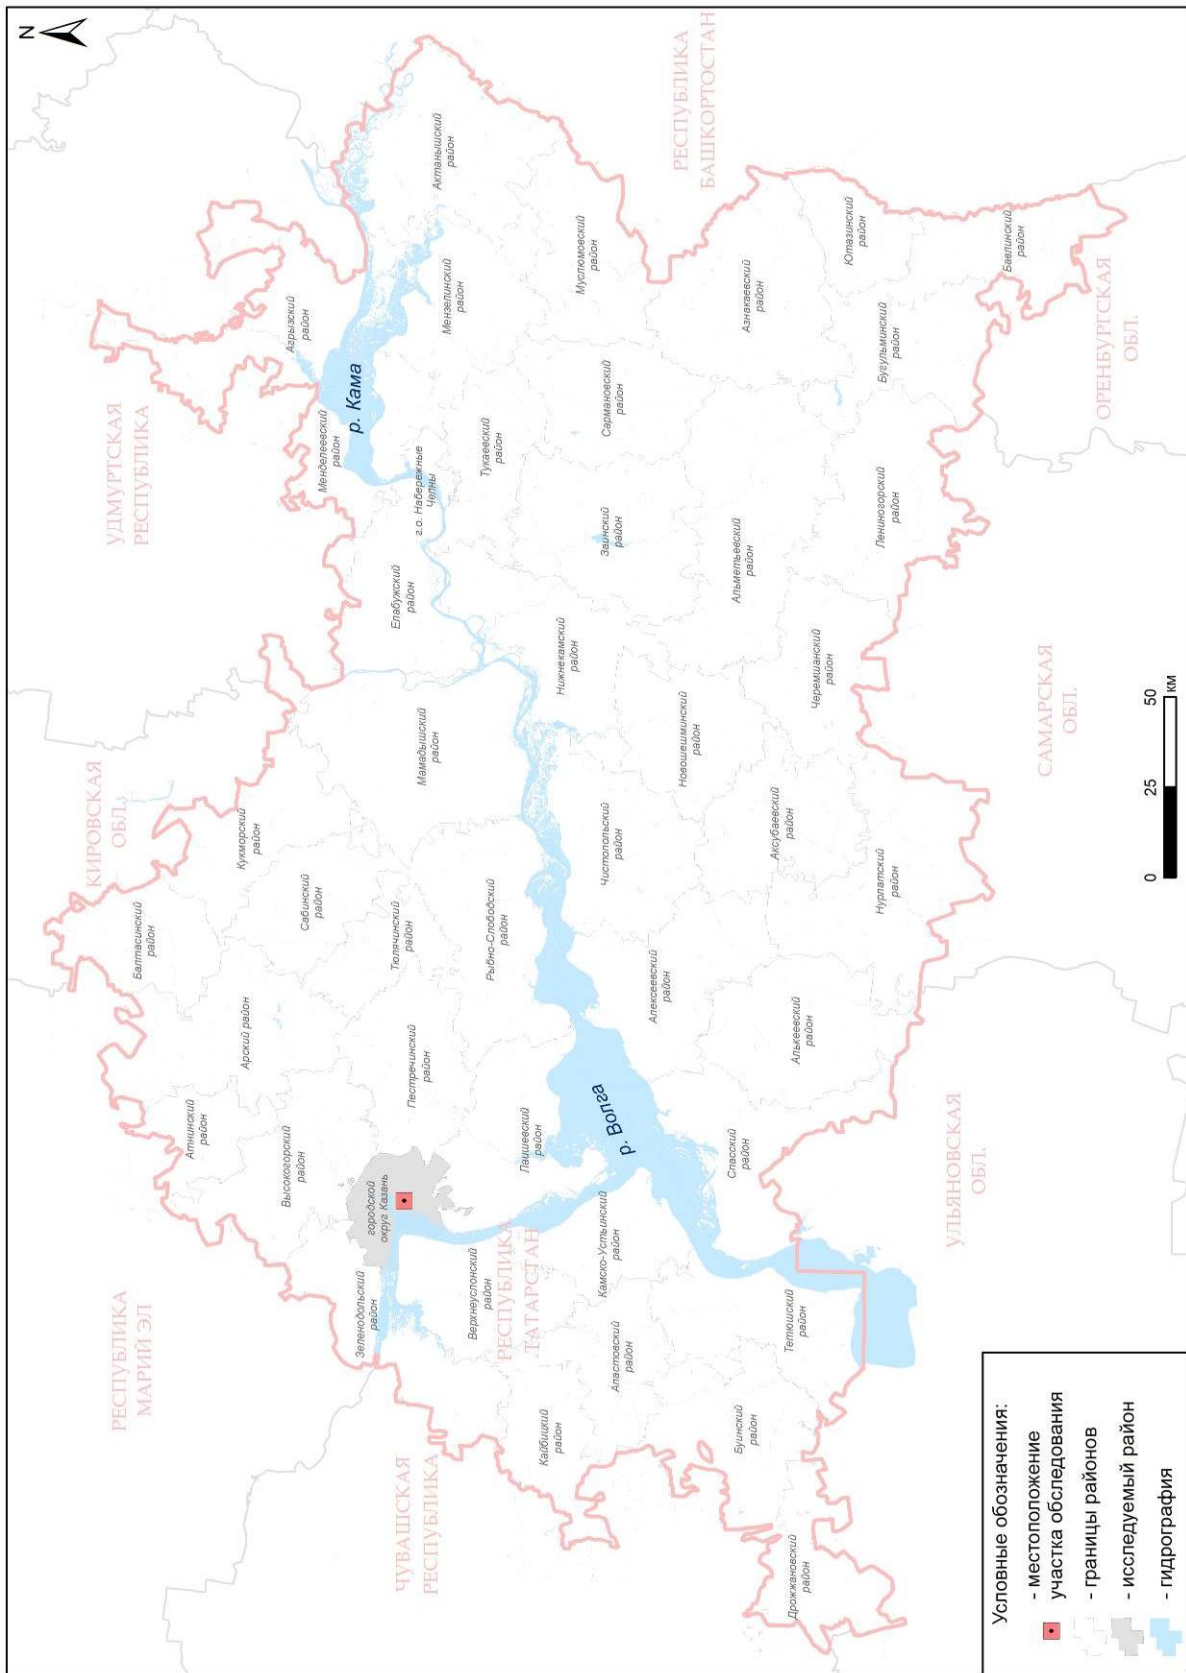 N
РЕСПУБЛИКА
МАРИЙ ЭЛ
КИРОВСКАЯ
ОБЛ.
УДМУРТСКАЯ
РЕСПУБЛИКА
Балтасинский
район
Атнинский
район
Арский район
Кукморский
район
Высокогорский
район
Сабинский
район
Агрызский
район
Менделеевский
район
р. Кама
Зеленодольский
район
городской
округ Казань
Пестречинский
район
Тюлячинский
район
Мамадышский
район
Елабужский
район
г.о. Набережные
Челны
Мензелинский
район
Актанышский
район
ЧУВАШСКАЯ
РЕСПУБЛИКА
Верхнеуслонский
район
РЕСПУБЛИКА
ТАТАРСТАН
Лаишевский
район
Рыбно-Слободский
район
Тукаевский
район
Муслюмовский
район
Кайбицкий
район
Апастовский
район
Камско-Устьинский
район
р. Волга
Алексеевский
район
Чистопольский
район
Нижнекамский
район
Заинский
район
Сармановский
район
РЕСПУБЛИКА
БАШКОРТОСТАН
Буинский
район
Спасский
район
Новошешминский
район
Альметьевский
район
Азнакаевский
район
Дрожжановский
район
Тетюшский
район
Алькеевский
район
Аксубаевский
район
Черемшанский
район
Ютазинский
район
Нурлатский
район
Лениногорский
район
Бугульминский
район
Бавлинский
район
УЛЬЯНОВСКАЯ
ОБЛ.
САМАРСКАЯ
ОБЛ.
ОРЕНБУРГСКАЯ
ОБЛ.
Условные обозначения:
- местоположение
участка обследования
- границы районов
- исследуемый район
- гидрография
0 25 50
КМ